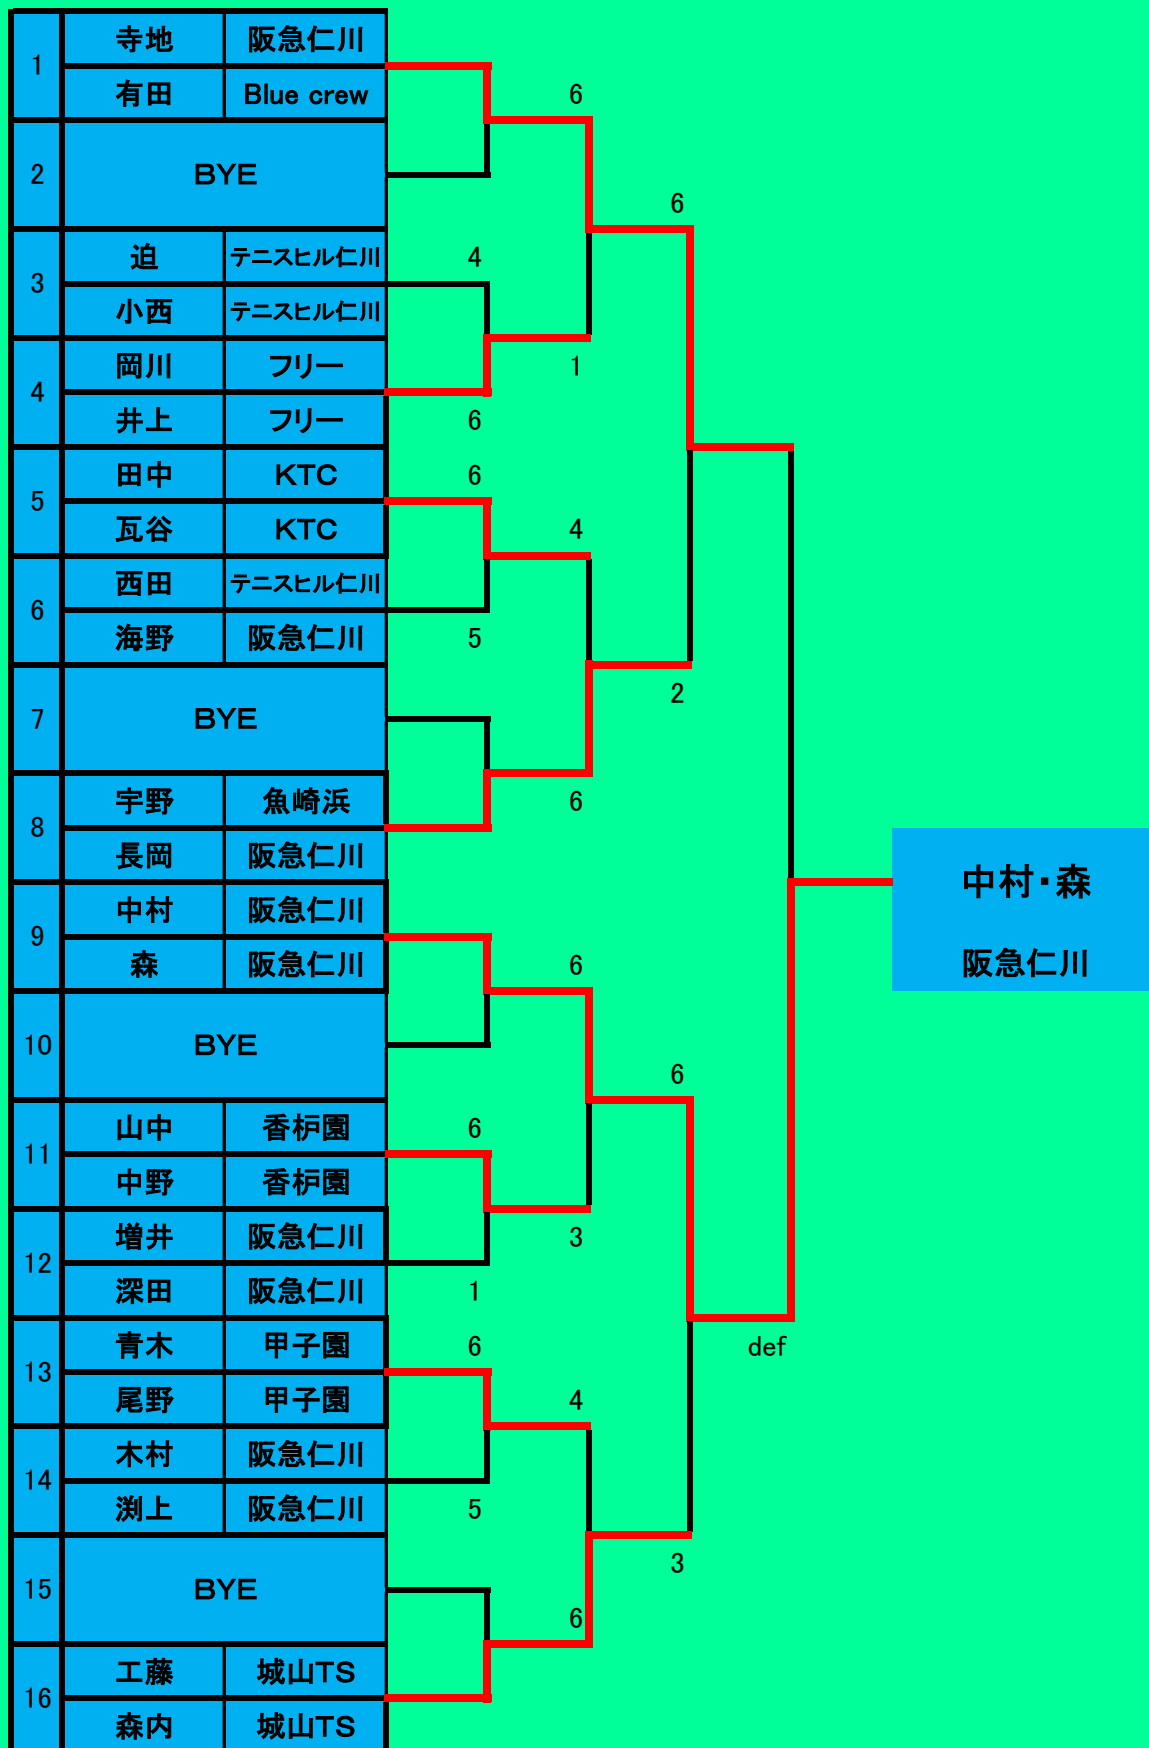 1 寺地 阪急仁川
有田 Blue crew
6
2 BYE
6
3 迫 テニスヒル仁川 4
小西 テニスヒル仁川
4 岡川 フリー 1
井上 フリー 6
5 田中 KTC 6
瓦谷 KTC 4
6 西田 テニスヒル仁川
海野 阪急仁川 5
2
7 BYE
8 宇野 魚崎浜 6
長岡 阪急仁川
9 中村 阪急仁川
森 阪急仁川 6
中村・森
阪急仁川
10 BYE
6
11 山中 香枦園 6
中野 香枦園
12 増井 阪急仁川 3
深田 阪急仁川 1
13 青木 甲子園 6 def
尾野 甲子園 4
14 木村 阪急仁川
渕上 阪急仁川 5
3
15 BYE
6
16 工藤 城山TS
森内 城山TS